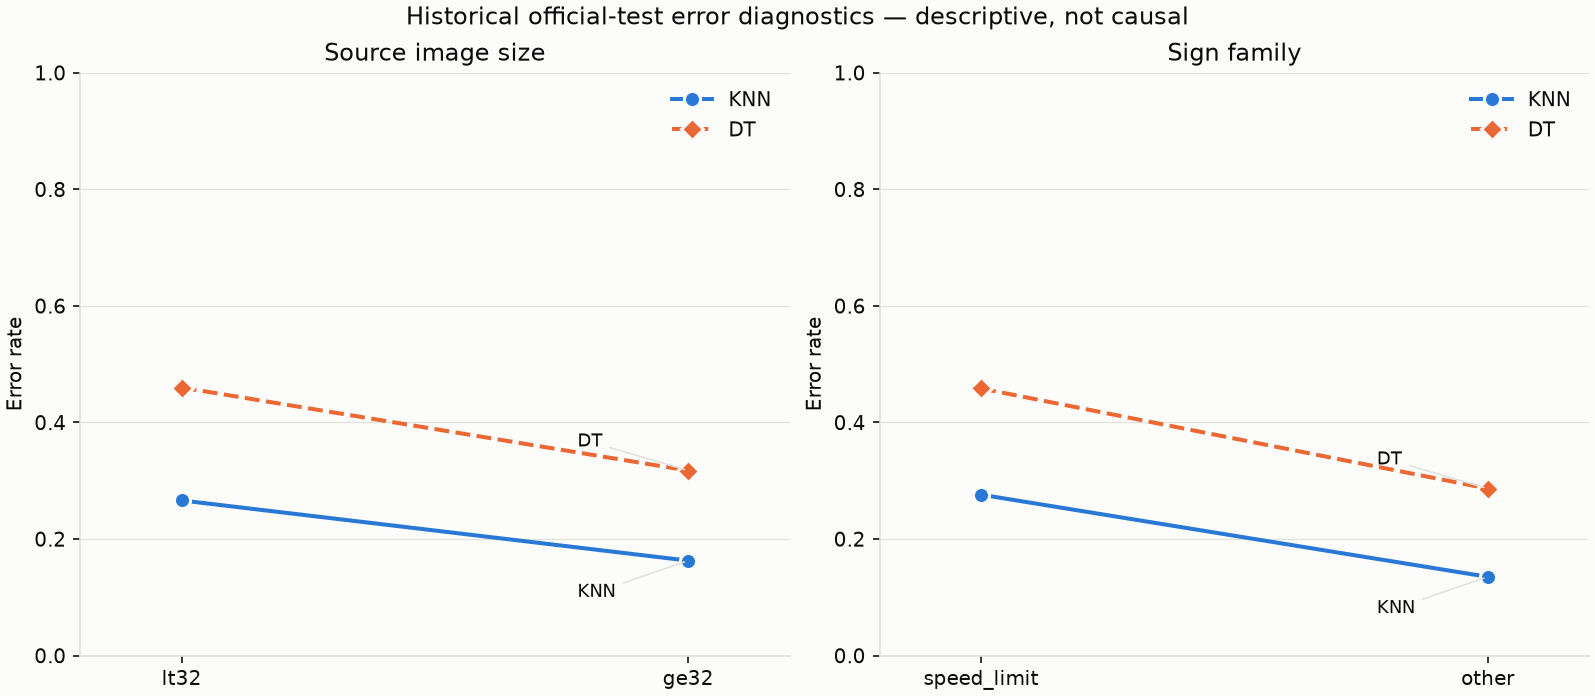 Historical official-test error diagnostics — descriptive, not causal
Source image size
1.0
0.8
0.6
0.4
0.2
0.0
Error rate
KNN
DT
DT
KNN
lt32
ge32
Sign family
1.0
0.8
0.6
0.4
0.2
0.0
Error rate
KNN
DT
DT
KNN
speed_limit
other